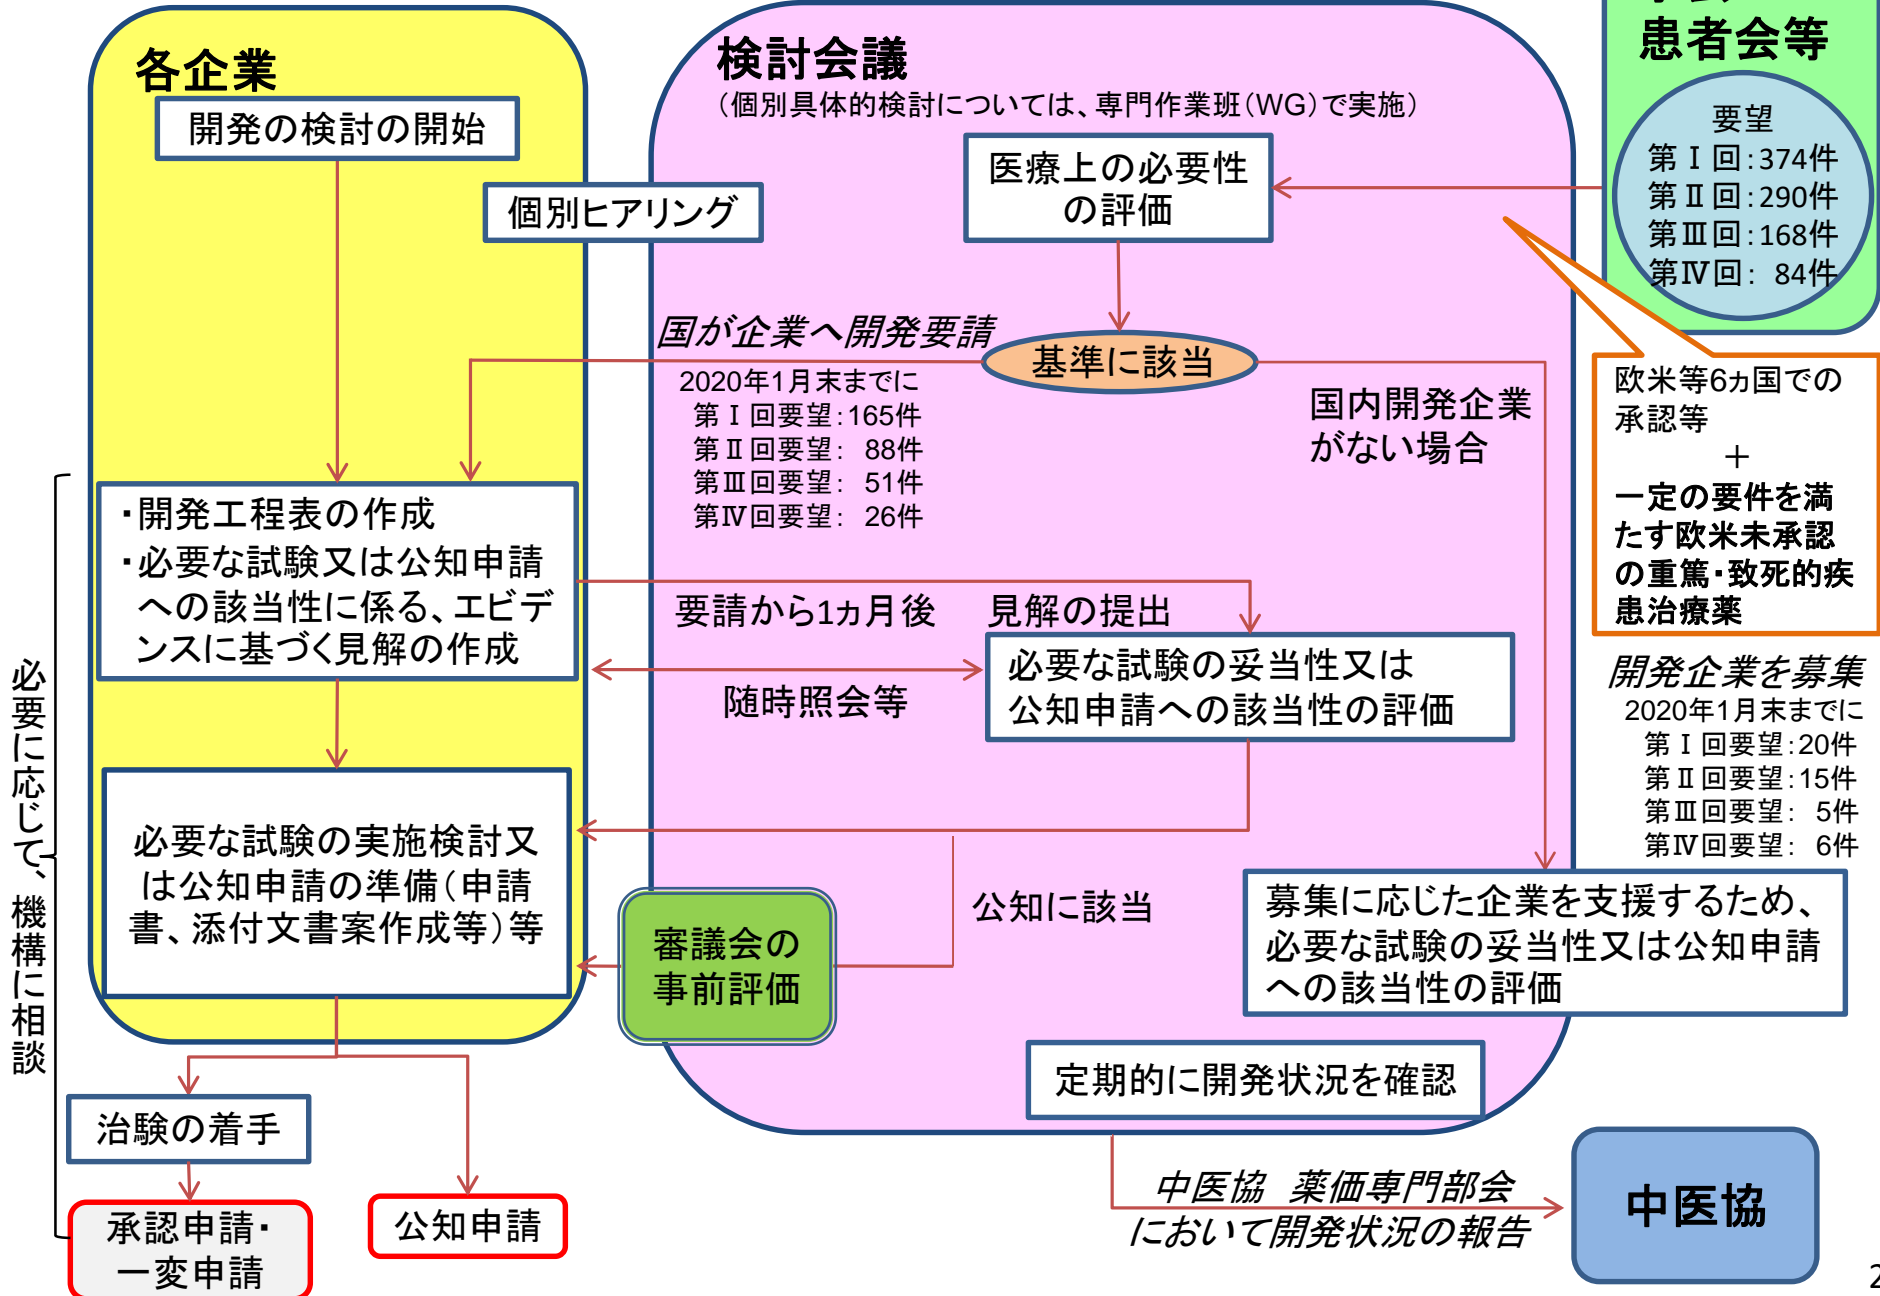 各企業
開発の検討の開始
個別ヒアリング
検討会議
（個別具体的検討については、専門作業班（WG）で実施）
医療上の必要性
の評価
患者会等
要望
第Ⅰ回：374件
第Ⅱ回：290件
第Ⅲ回：168件
第Ⅳ回： 84件
国が企業へ開発要請
2020年1月末までに
第Ⅰ回要望：165件
第Ⅱ回要望： 88件
第Ⅲ回要望： 51件
第Ⅳ回要望： 26件
基準に該当
国内開発企業
がない場合
欧米等6ヵ国での
承認等
＋
一定の要件を満
たす欧米未承認
の重篤・致死的疾
患治療薬
・開発工程表の作成
・必要な試験又は公知申請
への該当性に係る、エビデ
ンスに基づく見解の作成
要請から1ヵ月後 見解の提出
随時照会等
必要な試験の妥当性又は
公知申請への該当性の評価
開発企業を募集
2020年1月末までに
第Ⅰ回要望：20件
第Ⅱ回要望：15件
第Ⅲ回要望： 5件
第Ⅳ回要望： 6件
必要に応じて、機構に相談
必要な試験の実施検討又
は公知申請の準備（申請
書、添付文書案作成等）等
審議会の
事前評価
公知に該当
募集に応じた企業を支援するため、
必要な試験の妥当性又は公知申請
への該当性の評価
定期的に開発状況を確認
治験の着手
承認申請・
一変申請
公知申請
中医協 薬価専門部会
において開発状況の報告
中医協
2